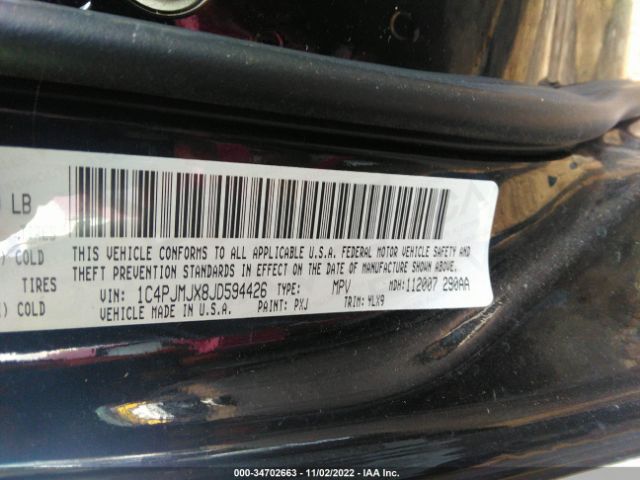 LB
THIS VEHICLE CONFORMS TO ALL APPLICABLE U.S.A. FEDERAL MOTOR VEHICLE SAFETY AND
) COLD THEFT PREVENTION STANDARDS IN EFFECT ON THE DATE OF MANUFACTURE SHOWN ABOVE.
TIRES VIN: 1C4PJMJX8JD594426 TYPE: MPV MDH:112007 290AA
) COLD VEHICLE MADE IN U.S.A. PAINT: PXJ TRIM: YLX9
000-34702663 - 11/02/2022 - IAA Inc.